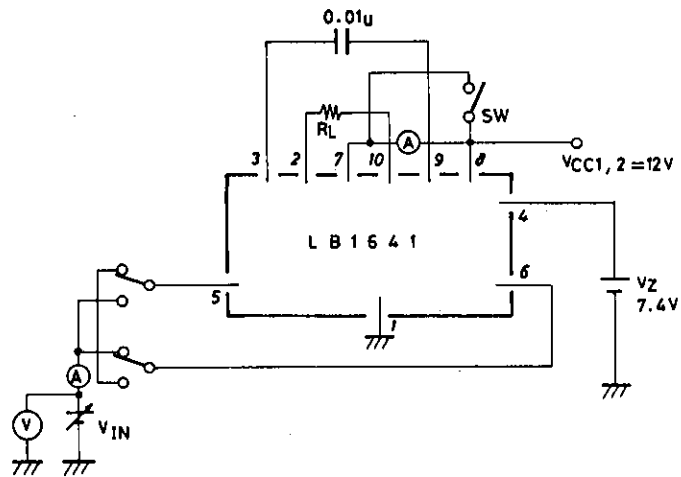 0.01u
RL
A
SW
3 2 7 10 9 8
VCC1, 2 = 12V
4
LB1641
VZ
7.4V
5
6
1
A
V
VIN